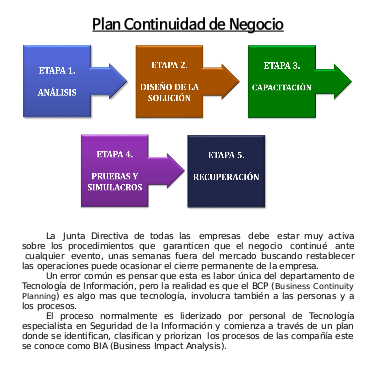 Plan Continuidad de Negocio
ETAPA 1.
ANÁLISIS
ETAPA 2.
DISEÑO DE LA
SOLUCIÓN
ETAPA 3.
CAPACITACIÓN
ETAPA 4.
PRUEBAS Y
SIMULACROS
ETAPA 5.
RECUPERACIÓN
La Junta Directiva de todas las empresas debe estar muy activa
sobre los procedimientos que garanticen que el negocio continué ante
cualquier evento, unas semanas fuera del mercado buscando restablecer
las operaciones puede ocasionar el cierre permanente de la empresa.
Un error común es pensar que esta es labor única del departamento de
Tecnología de Información, pero la realidad es que el BCP (Business Continuity
Planning) es algo mas que tecnología, involucra también a las personas y a
los procesos.
El proceso normalmente es liderizado por personal de Tecnología
especialista en Seguridad de la Información y comienza a través de un plan
donde se identifican, clasifican y priorizan los procesos de las compañía este
se conoce como BIA (Business Impact Analysis).